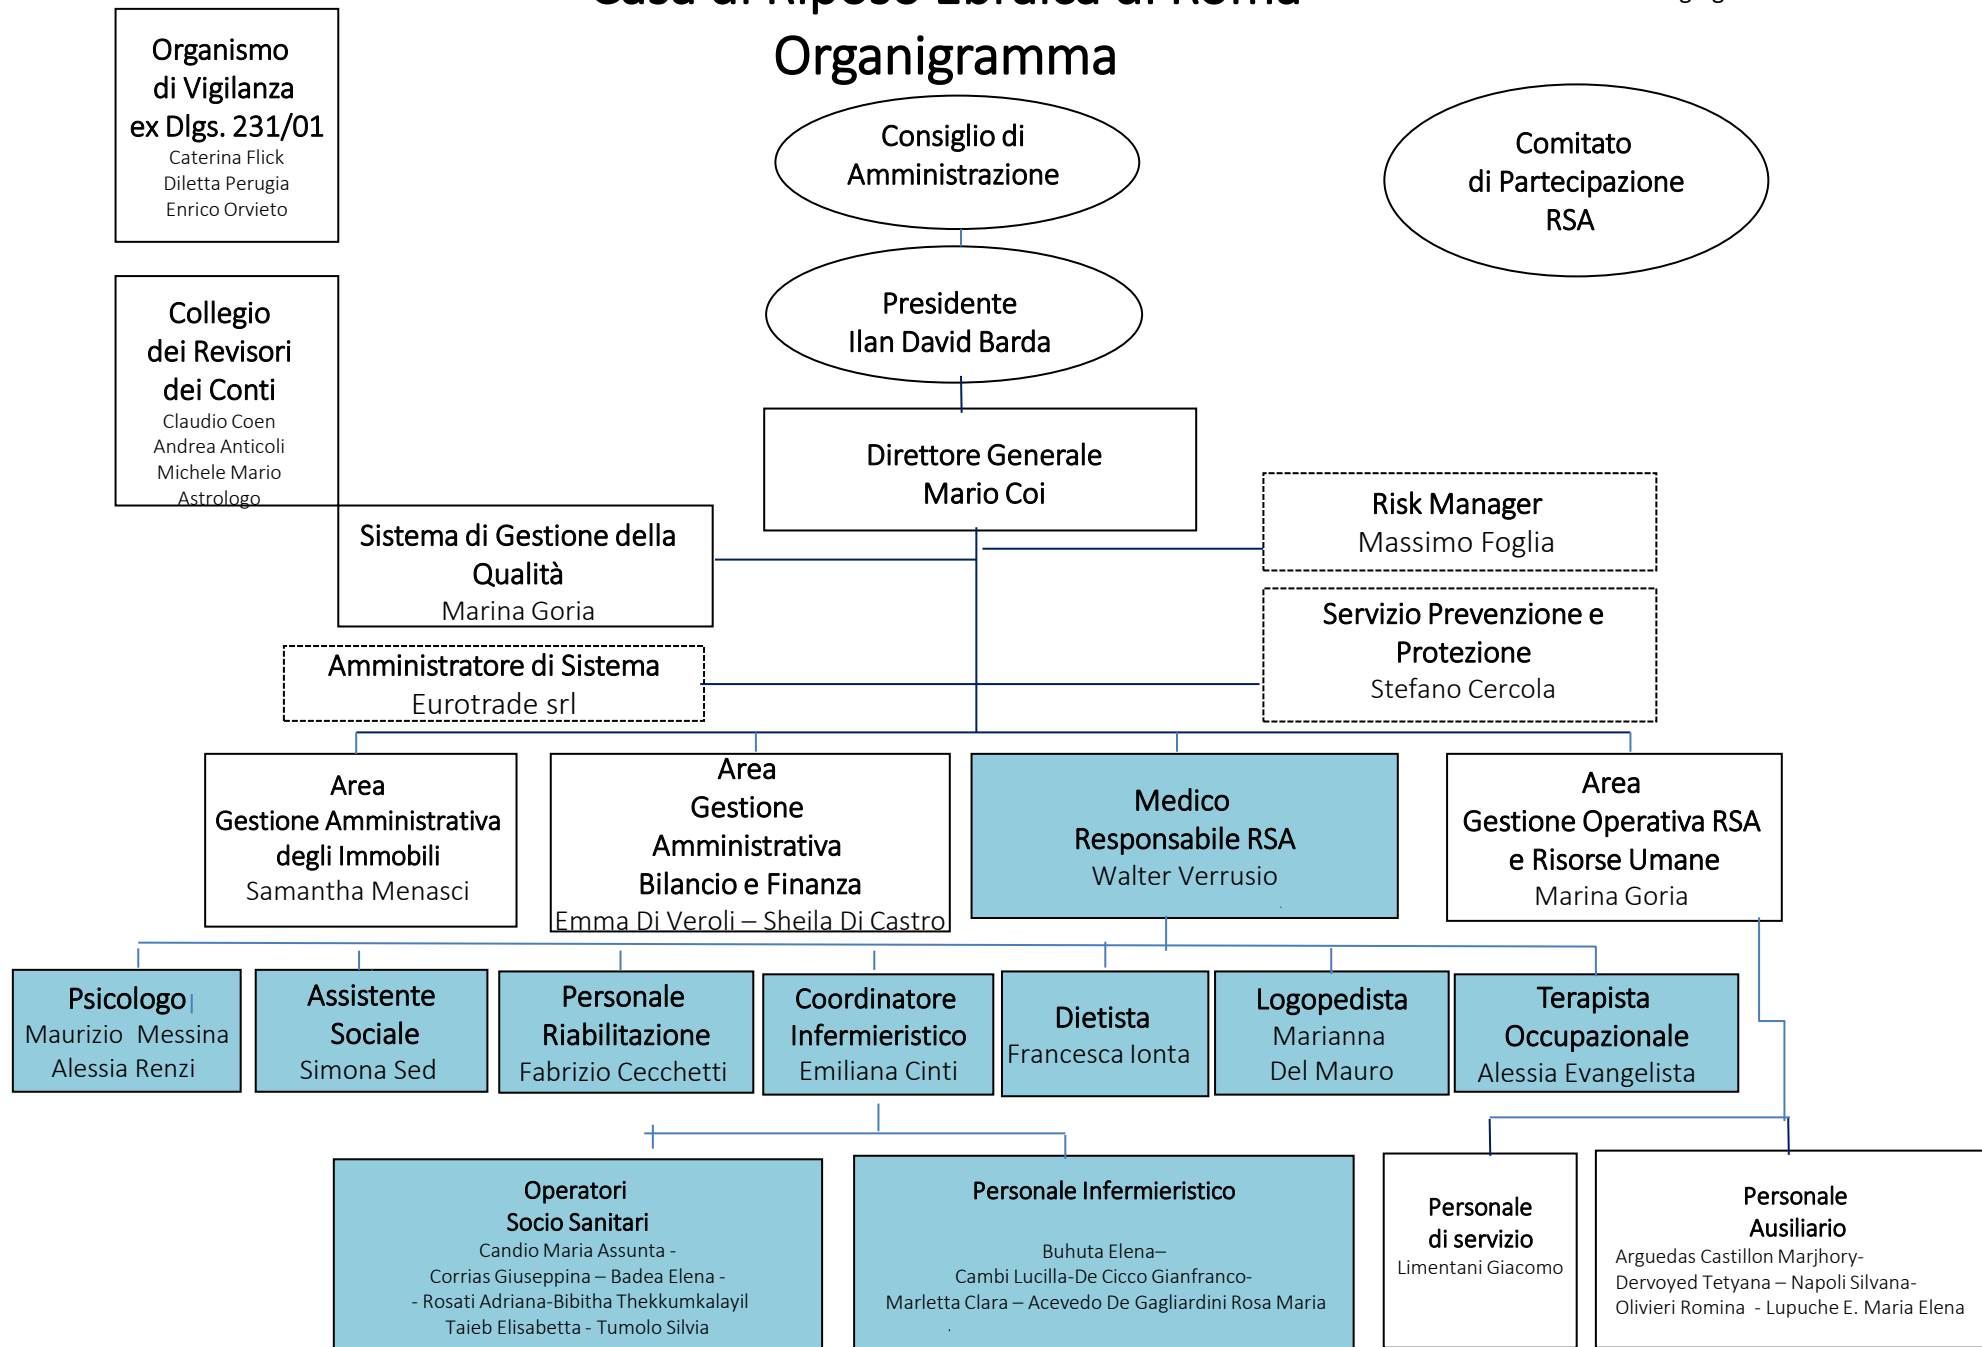 Casa di Riposo Ebraica di Roma
Organigramma
Organismo
di Vigilanza
ex Dlgs. 231/01
Caterina Flick
Diletta Perugia
Enrico Orvieto
Consiglio di
Amministrazione
Comitato
di Partecipazione
RSA
Collegio
dei Revisori
dei Conti
Claudio Coen
Andrea Anticoli
Michele Mario
Astrologo
Presidente
Ilan David Barda
Direttore Generale
Mario Coi
Sistema di Gestione della
Qualità
Marina Goria
Risk Manager
Massimo Foglia
Amministratore di Sistema
Eurotrade srl
Servizio Prevenzione e
Protezione
Stefano Cercola
Area
Gestione Amministrativa
degli Immobili
Samantha Menasci
Area
Gestione
Amministrativa
Bilancio e Finanza
Emma Di Veroli – Sheila Di Castro
Medico
Responsabile RSA
Walter Verrusio
Area
Gestione Operativa RSA
e Risorse Umane
Marina Goria
Psicologo
Maurizio  Messina
Alessia Renzi
Assistente
Sociale
Simona Sed
Personale
Riabilitazione
Fabrizio Cecchetti
Coordinatore
Infermieristico
Emiliana Cinti
Dietista
Francesca Ionta
Logopedista
Marianna
Del Mauro
Terapista
Occupazionale
Alessia Evangelista
Operatori
Socio Sanitari
Candio Maria Assunta -
Corrias Giuseppina – Badea Elena -
- Rosati Adriana-Bibitha Thekkumkalayil
Taieb Elisabetta - Tumolo Silvia
Personale Infermieristico
Buhuta Elena–
Cambi Lucilla-De Cicco Gianfranco-
Marletta Clara – Acevedo De Gagliardini Rosa Maria
Personale
di servizio
Limentani Giacomo
Personale
Ausiliario
Arguedas Castillon Marjhory-
Dervoyed Tetyana – Napoli Silvana-
Olivieri Romina  - Lupuche E. Maria Elena